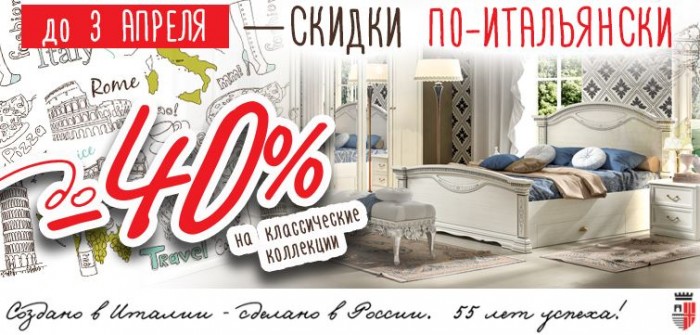 до 3 АПРЕЛЯ — СКИДКИ ПО-ИТАЛЬЯНСКИ
Fashion
Italy
Rome
Pizza
до 40%
на классические
коллекции
Travel
Создано в Италии - сделано в России. 55 лет успеха!